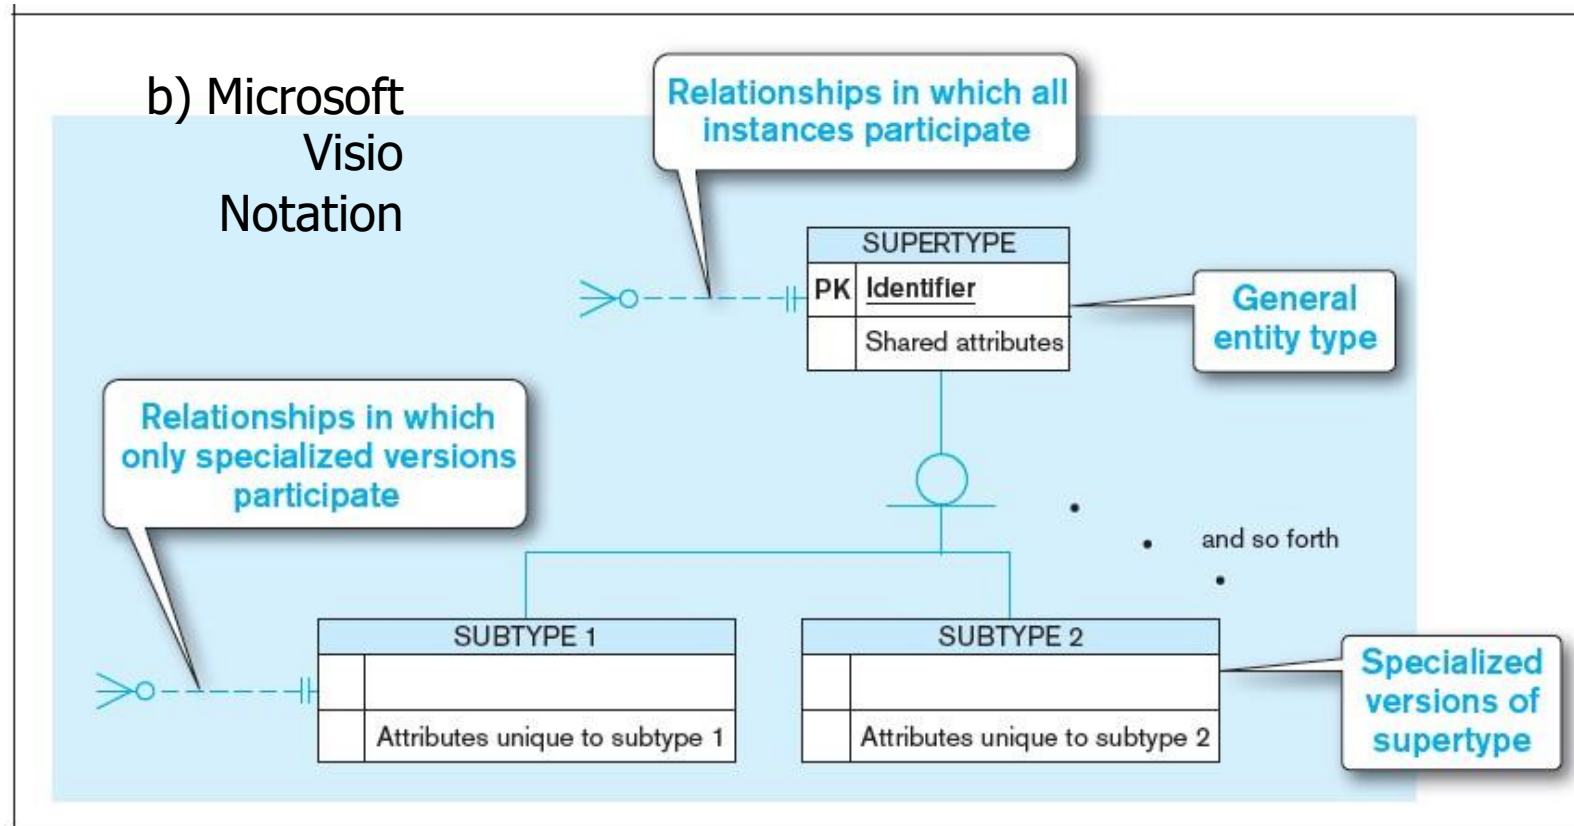 b) Microsoft
Visio
Notation
Relationships in which all
instances participate
SUPERTYPE
PK Identifier
Shared attributes
General
entity type
Relationships in which
only specialized versions
participate
and so forth
SUBTYPE 1
Attributes unique to subtype 1
SUBTYPE 2
Attributes unique to subtype 2
Specialized
versions of
supertype